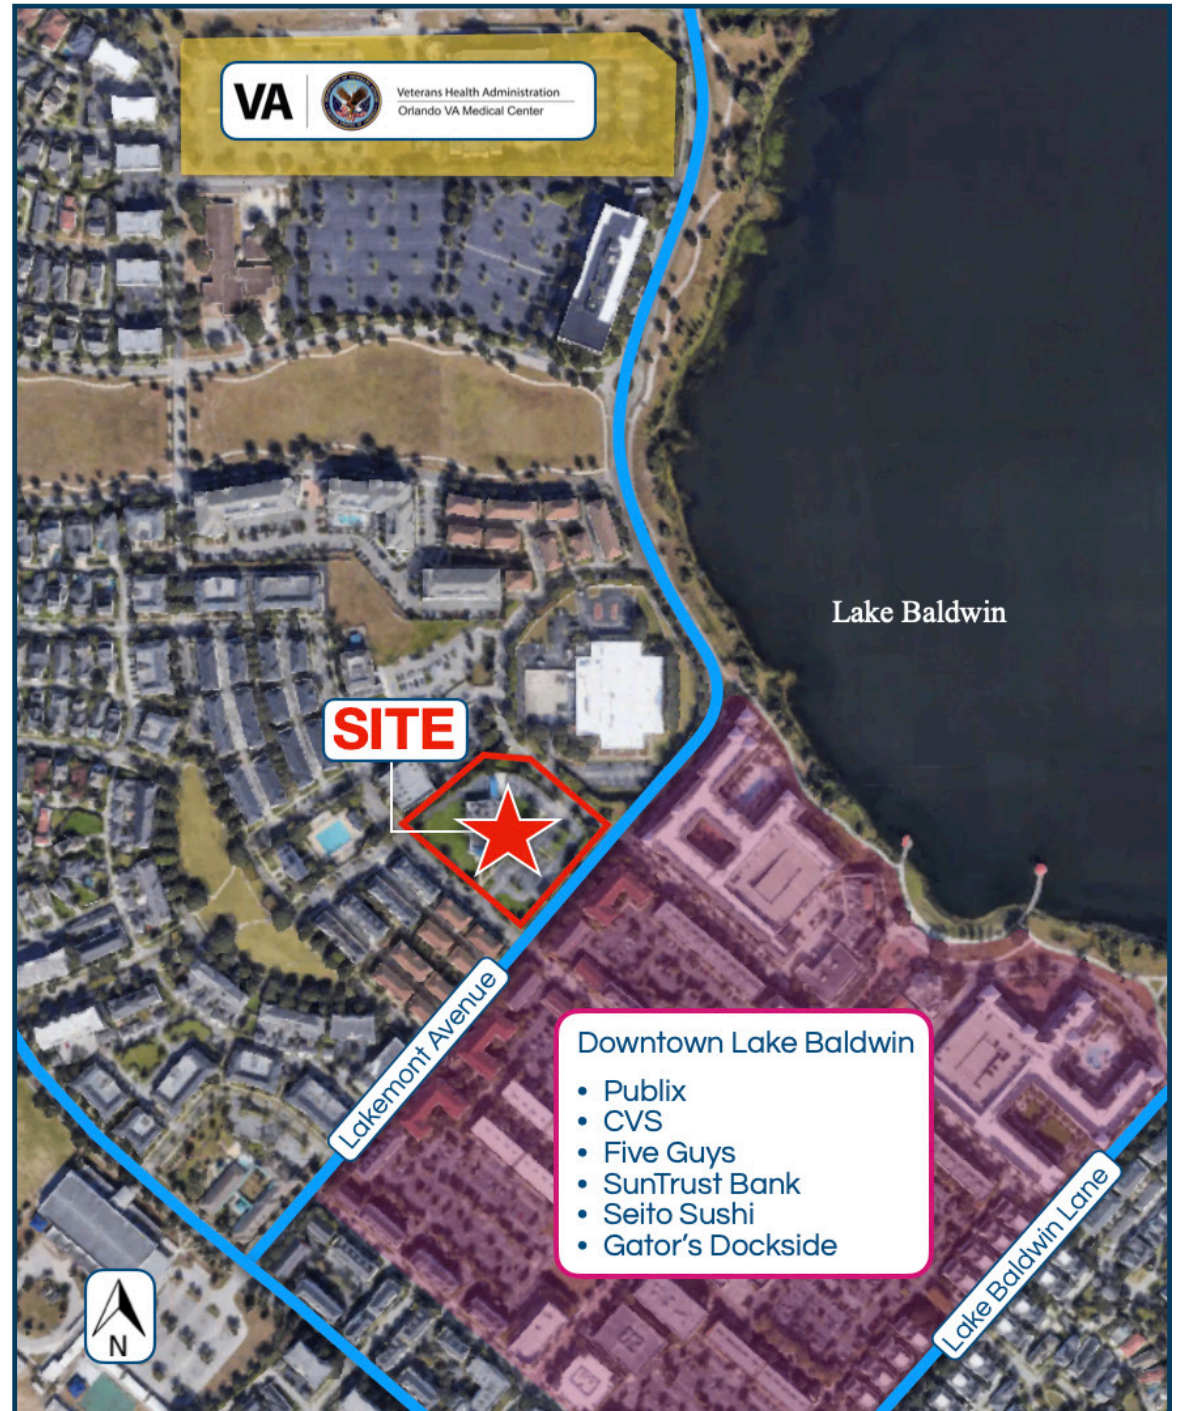 VA
Veterans Health Administration
Orlando VA Medical Center
Lake Baldwin
SITE
Lakemont Avenue
Downtown Lake Baldwin
• Publix
• CVS
• Five Guys
• SunTrust Bank
• Seito Sushi
• Gator's Dockside
Lake Baldwin Lane
N